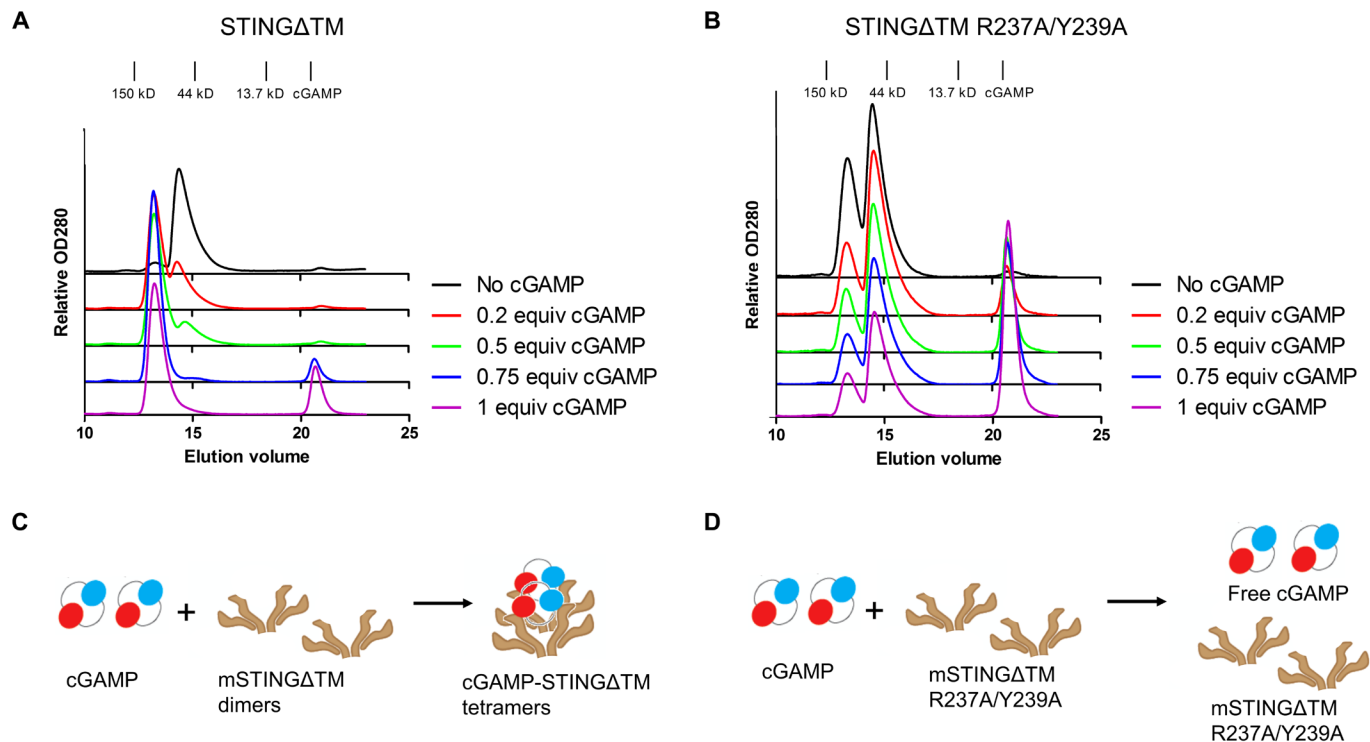 A
STINGΔTM
150 kD
44 kD
13.7 kD
cGAMP
Relative OD280
10
15
20
25
Elution volume
No cGAMP
0.2 equiv cGAMP
0.5 equiv cGAMP
0.75 equiv cGAMP
1 equiv cGAMP
B
STINGΔTM R237A/Y239A
150 kD
44 kD
13.7 kD
cGAMP
Relative OD280
10
15
20
25
Elution volume
No cGAMP
0.2 equiv cGAMP
0.5 equiv cGAMP
0.75 equiv cGAMP
1 equiv cGAMP
C
+
cGAMP
mSTINGΔTM
dimers
cGAMP-STINGΔTM
tetramers
D
+
cGAMP
mSTINGΔTM
R237A/Y239A
Free cGAMP
mSTINGΔTM
R237A/Y239A